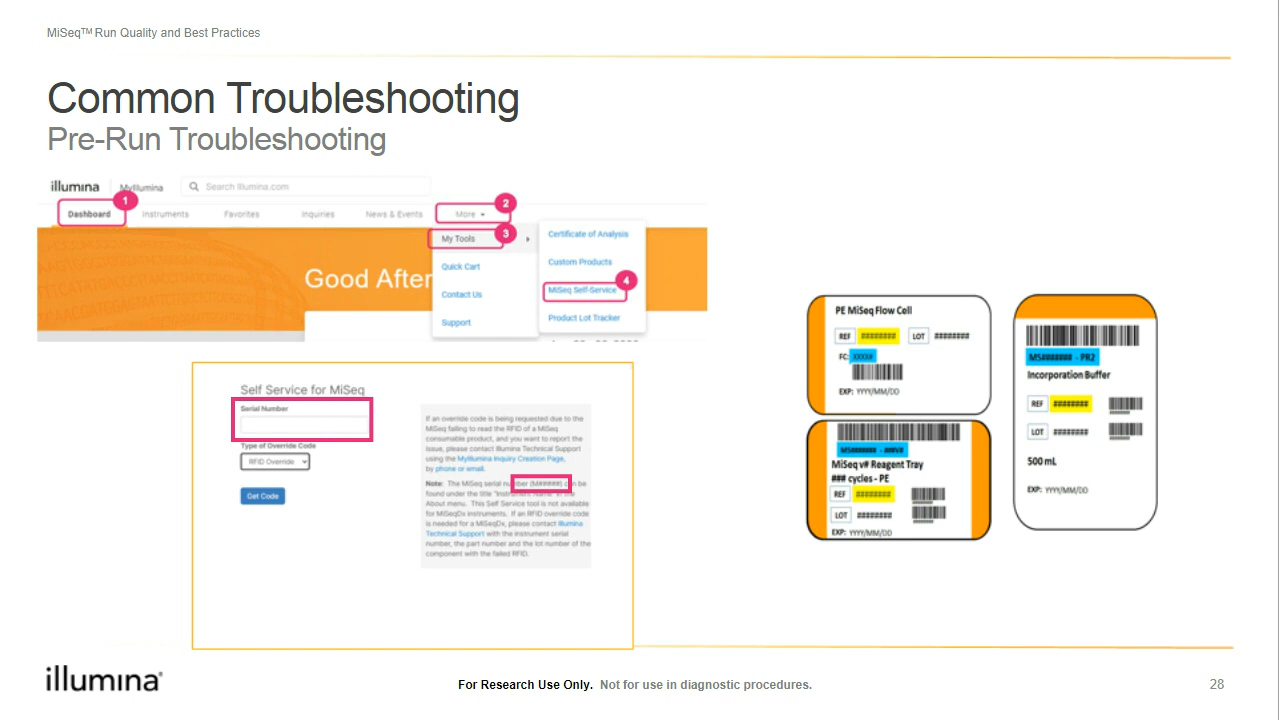 MiSeq™ Run Quality and Best Practices
Common Troubleshooting
Pre-Run Troubleshooting
illumına MyIllumina Search Illumina.com
1
2
Dashboard Instruments Favorites Inquiries News & Events More
My Tools 3
Certificate of Analysis
Custom Products
Quick Cart
Good After
4
MiSeq Self-Service
Contact Us
Product Lot Tracker
Support
Self Service for MiSeq
Serial Number
Type of Override Code
RFID Override
Get Code
If an override code is being requested due to the
MiSeq failing to read the RFID of a MiSeq
consumable product, and you want to report the
issue, please contact Illumina Technical Support
using the MyIllumina Inquiry Creation Page,
by phone or email.
Note: The MiSeq serial number (M#####) can be
found under the title "Instrument Name" in the
About menu. This Self Service tool is not available
for MiSeqDx instruments. If an RFID override code
is needed for a MiSeqDx, please contact Illumina
Technical Support with the instrument serial
number, the part number and the lot number of the
component with the failed RFID.
PE MiSeq Flow Cell
REF ######## LOT ########
FC: XXXX#
EXP: YYYY/MM/DD
MS####### - ###V#
MiSeq v# Reagent Tray
### cycles - PE
REF ########
LOT ########
EXP: YYYY/MM/DD
MS####### - PR2
Incorporation Buffer
REF ########
LOT ########
500 mL
EXP: YYYY/MM/DD
illumına®
For Research Use Only. Not for use in diagnostic procedures.
28